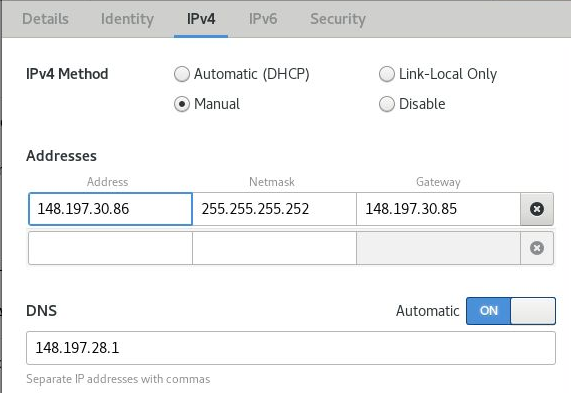 Details Identity IPv4 IPv6 Security
IPv4 Method Automatic (DHCP) Link-Local Only
Manual Disable
Addresses
Address Netmask Gateway
148.197.30.86 255.255.255.252 148.197.30.85
DNS Automatic ON
148.197.28.1
Separate IP addresses with commas